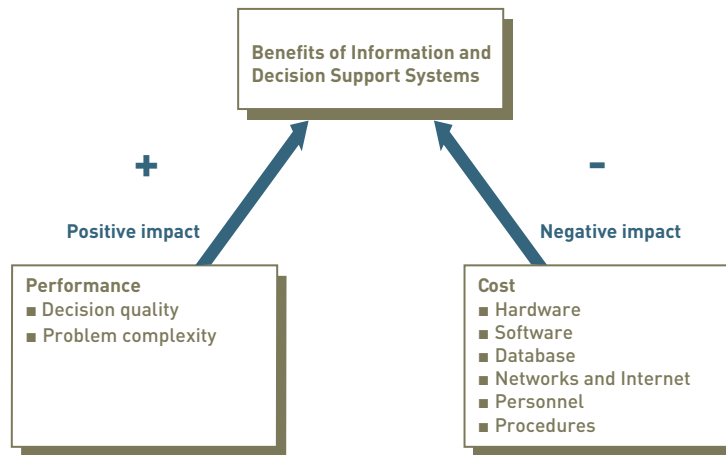 Benefits of Information and
Decision Support Systems
+
-
Positive impact
Negative impact
Performance
■ Decision quality
■ Problem complexity
Cost
■ Hardware
■ Software
■ Database
■ Networks and Internet
■ Personnel
■ Procedures